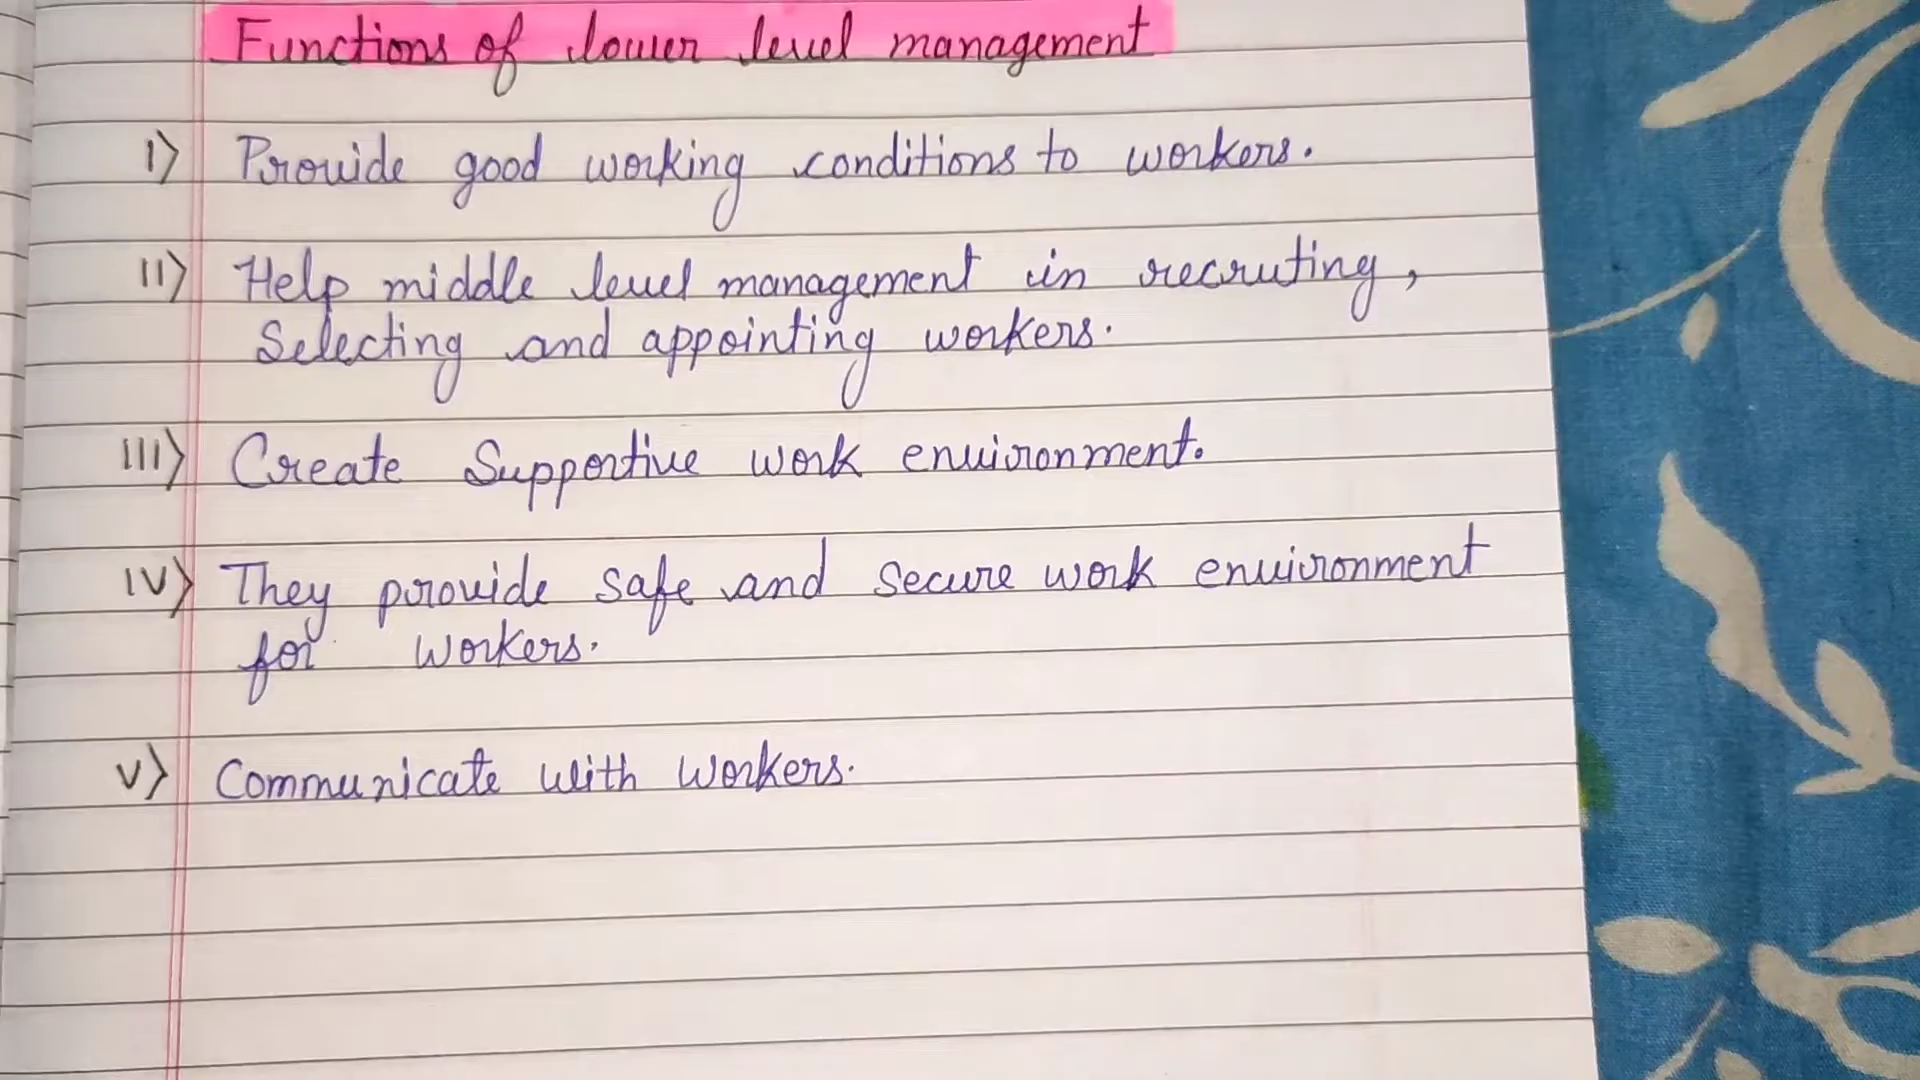 Functions of lower level management
I) Provide good working conditions to workers.
II) Help middle level management in recruting,
Selecting and appointing workers.
III) Create Supportive work environment.
IV) They provide safe and secure work environment
for workers.
V) Communicate with workers.